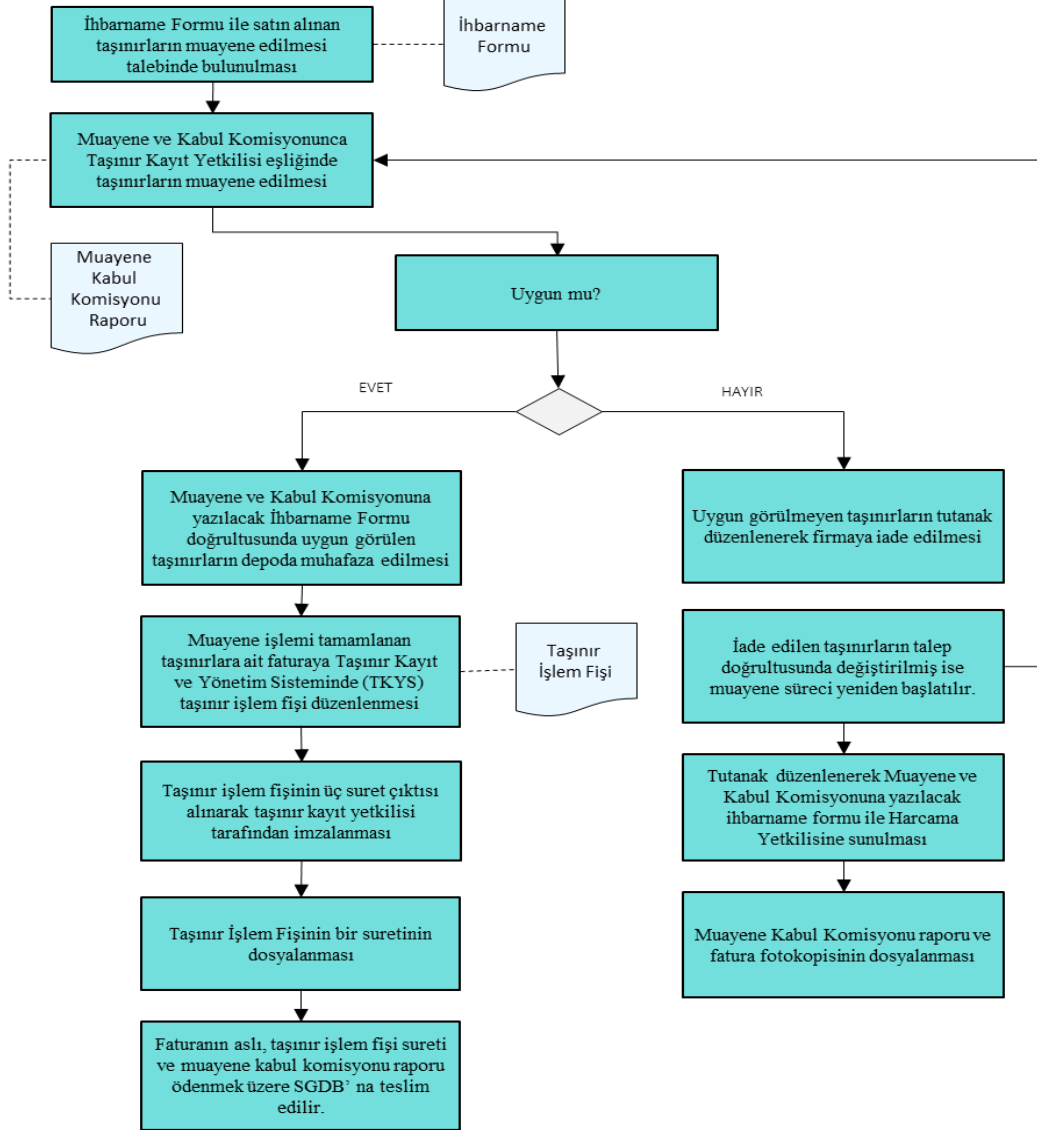 İhbarname Formu ile satın alınan
taşınırların muayene edilmesi
talebinde bulunulması
İhbarname
Formu
Muayene ve Kabul Komisyonunca
Taşınır Kayıt Yetkilisi eşliğinde
taşınırların muayene edilmesi
Muayene
Kabul
Komisyonu
Raporu
Uygun mu?
EVET
HAYIR
Muayene ve Kabul Komisyonuna
yazılacak İhbarname Formu
doğrultusunda uygun görülen
taşınırların depoda muhafaza edilmesi
Uygun görülmeyen taşınırların tutanak
düzenlenerek firmaya iade edilmesi
Muayene işlemi tamamlanan
taşınırlara ait faturaya Taşınır Kayıt
ve Yönetim Sisteminde (TKYS)
taşınır işlem fişi düzenlenmesi
Taşınır
İşlem Fişi
İade edilen taşınırların talep
doğrultusunda değiştirilmiş ise
muayene süreci yeniden başlatılır.
Taşınır işlem fişinin üç suret çıktısı
alınarak taşınır kayıt yetkilisi
tarafından imzalanması
Tutanak düzenlenerek Muayene ve
Kabul Komisyonuna yazılacak
ihbarname formu ile Harcama
Yetkilisine sunulması
Taşınır İşlem Fişinin bir suretinin
dosyalanması
Muayene Kabul Komisyonu raporu ve
fatura fotokopisinin dosyalanması
Faturanın aslı, taşınır işlem fişi sureti
ve muayene kabul komisyonu raporu
ödenmek üzere SGDB’ na teslim
edilir.